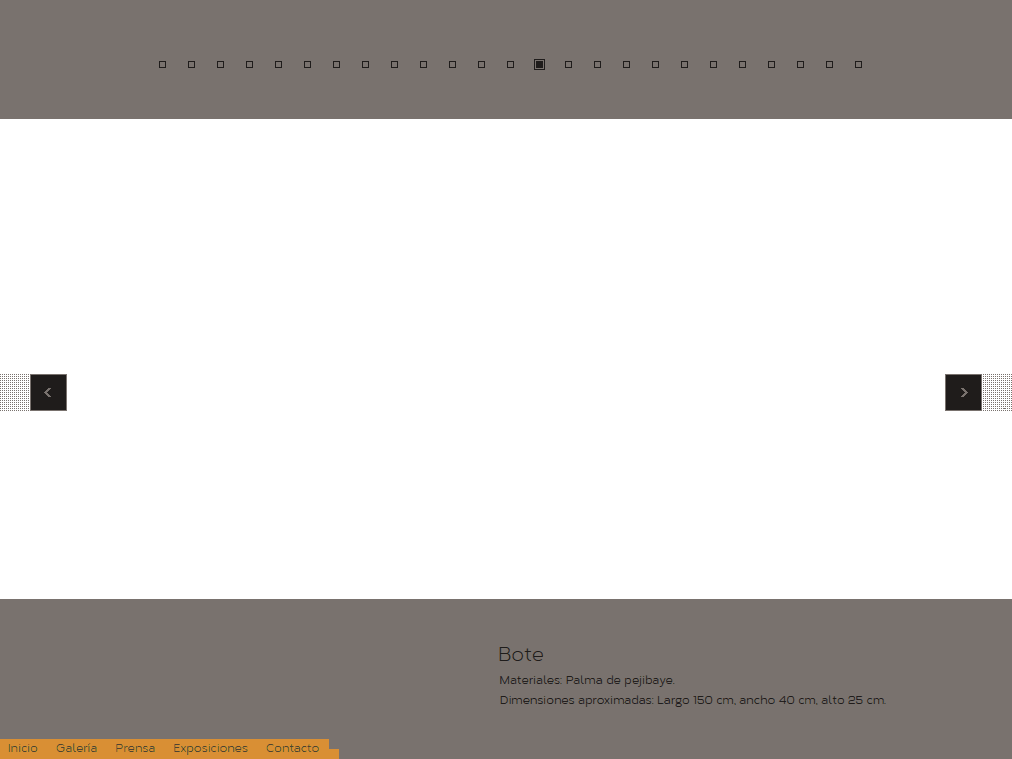 Bote
Materiales: Palma de pejibaye.
Dimensiones aproximadas: Largo 150 cm, ancho 40 cm, alto 25 cm.
Inicio Galería Prensa Exposiciones Contacto